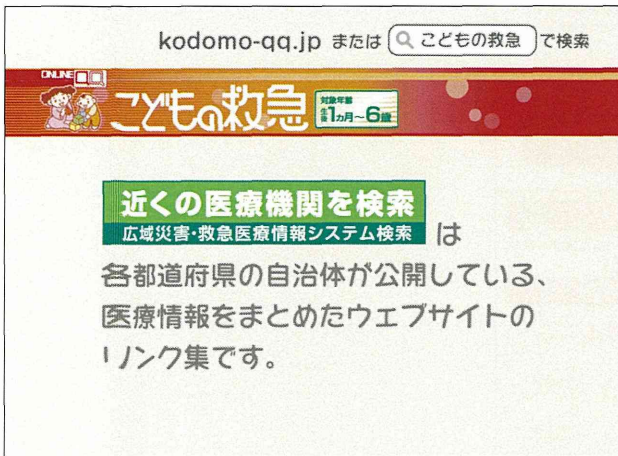 kodomo-qq.jp または こどもの救急 で検索
ONLINE QQ
こどもの救急
対象年齢
生後1ヵ月～6歳
近くの医療機関を検索
広域災害・救急医療情報システム検索 は
各都道府県の自治体が公開している、
医療情報をまとめたウェブサイトの
リンク集です。